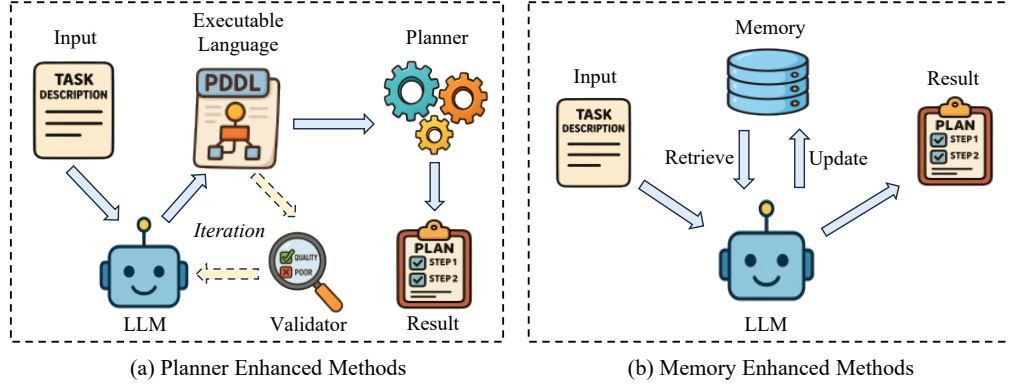 Input
Executable
Language
Planner
TASK
DESCRIPTION
PDDL
Iteration
QUALITY
POOR
PLAN
STEP 1
STEP 2
LLM
Validator
Result
(a) Planner Enhanced Methods
Memory
Input
Result
TASK
DESCRIPTION
PLAN
STEP 1
STEP 2
Retrieve
Update
LLM
(b) Memory Enhanced Methods